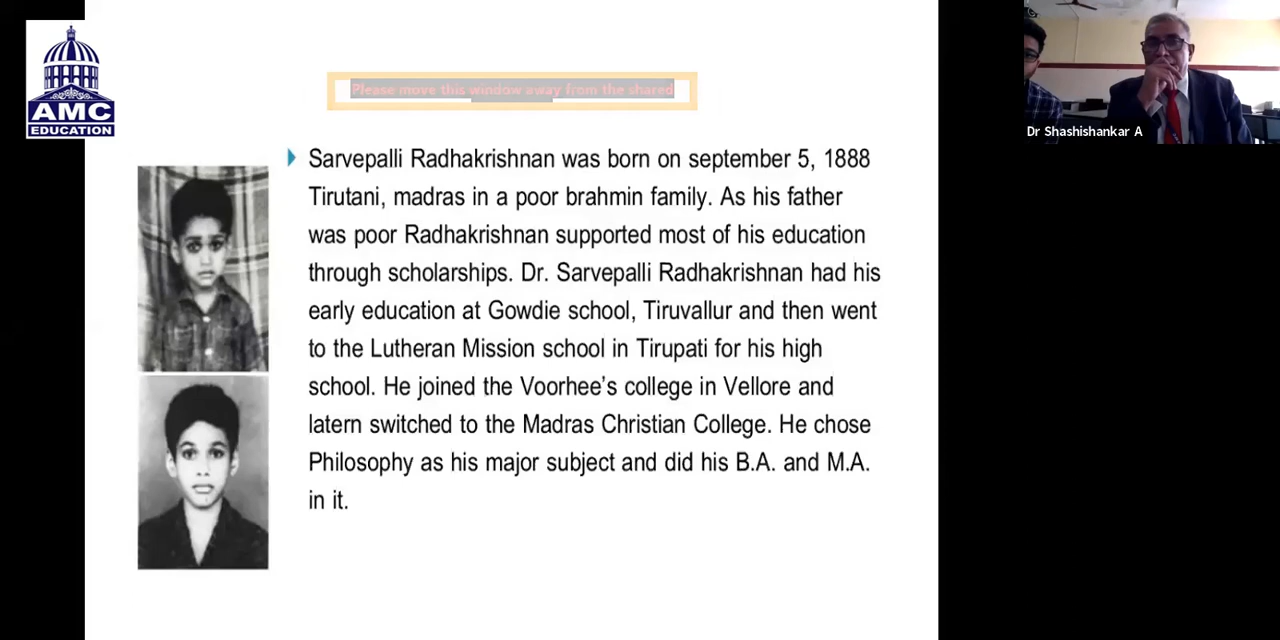 AMC
EDUCATION
Please move this window away from the shared
Dr Shashishankar A
Sarvepalli Radhakrishnan was born on september 5, 1888
Tirutani, madras in a poor brahmin family. As his father
was poor Radhakrishnan supported most of his education
through scholarships. Dr. Sarvepalli Radhakrishnan had his
early education at Gowdie school, Tiruvallur and then went
to the Lutheran Mission school in Tirupati for his high
school. He joined the Voorhee’s college in Vellore and
latern switched to the Madras Christian College. He chose
Philosophy as his major subject and did his B.A. and M.A.
in it.